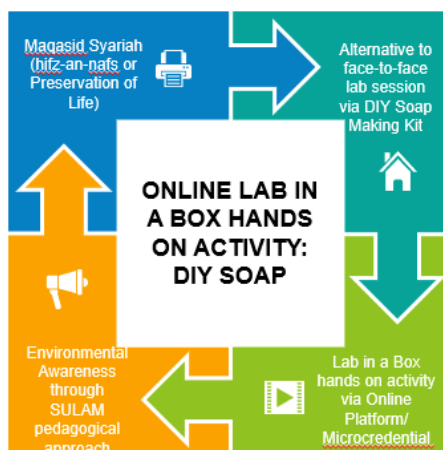 Maqasid Syariah
(hifz-an-nafs or
Preservation of
Life)
Alternative to
face-to-face
lab session
via DIY Soap
Making Kit
ONLINE LAB IN
A BOX HANDS
ON ACTIVITY:
DIY SOAP
Environmental
Awareness
through
SULAM
pedagogical
approach
Lab in a Box
hands on activity
via Online
Platform/
Microcredential